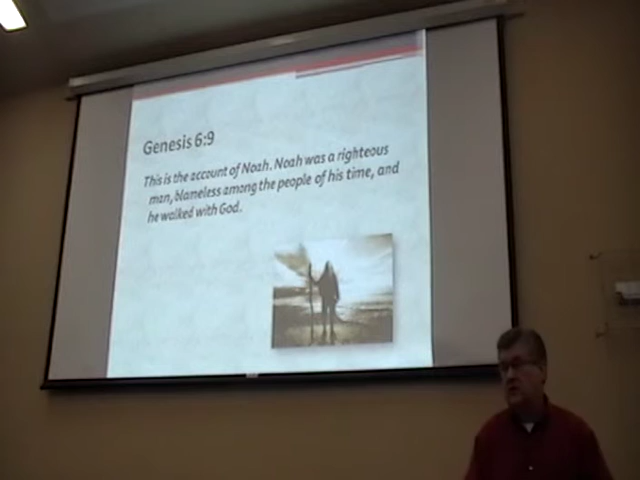 Genesis 6:9
This is the account of Noah. Noah was a righteous
man, blameless among the people of his time, and
he walked with God.